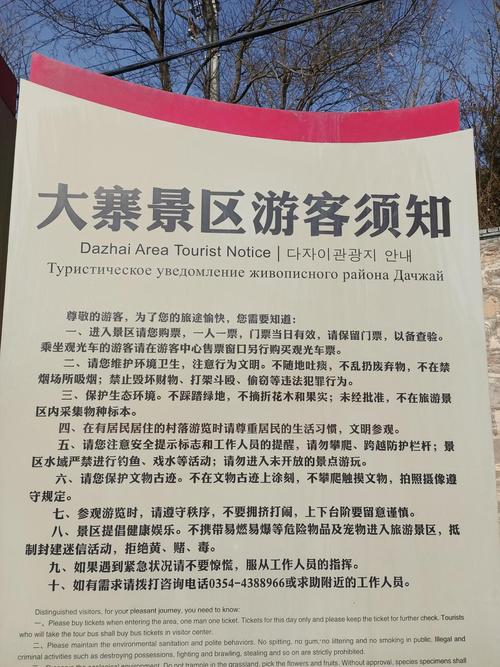 大寨景区游客须知
Dazhai Area Tourist Notice | 다자이관광지 안내
Туристическое уведомление живописного района Дачжай
尊敬的游客，为了您的旅途愉快，您需要知道：
一、进入景区请您购票，一人一票，门票当日有效，请保留门票，以备查验。
乘坐观光车的游客请在游客中心售票窗口另行购买观光车票。
二、请您维护环境卫生，注意行为文明。不随地吐痰，不乱扔废弃物，不在禁
烟场所吸烟；禁止毁坏财物、打架斗殴、偷窃等违法犯罪行为。
三、保护生态环境。不踩踏绿地，不摘折花木和果实；未经批准，不在旅游景
区内采集物种标本。
四、在有居民居住的村落游览时请尊重居民的生活习惯，文明参观。
五、请您注意安全提示标志和工作人员的提醒，请勿攀爬、跨越防护栏杆；景
区水域严禁进行钓鱼、戏水等活动；请勿进入未开放的景点游玩。
六、请您保护文物古迹。不在文物古迹上涂刻，不攀爬触摸文物，拍照摄像遵
守规定。
七、参观游览时，请遵守秩序，不要拥挤打闹，上下台阶要留意谨慎。
八、景区提倡健康娱乐。不携带易燃易爆等危险物品及宠物进入旅游景区，抵
制封建迷信活动，拒绝黄、赌、毒。
九、如果遇到紧急状况请不要惊慌，服从工作人员的指挥。
十、如有需求请拨打咨询电话0354-4388966或求助附近的工作人员。
Distinguished visitors, for your pleasant journey, you need to know:
一、Please buy tickets when entering the area, one man one ticket. Tickets for this day only and please keep the ticket for further check. Tourists
who will take the tour bus shall buy bus tickets in visitor center.
二、Please maintain the environmental sanitation and polite behaviors. No spitting, no gum, no littering and no smoking in public. Illegal and
criminal activities such as destroying possessions, fighting and brawling, stealing and so on are strictly prohibited.
Do not trample in the grassland, pick the flowers and fruits. Without approval, species specimens shall